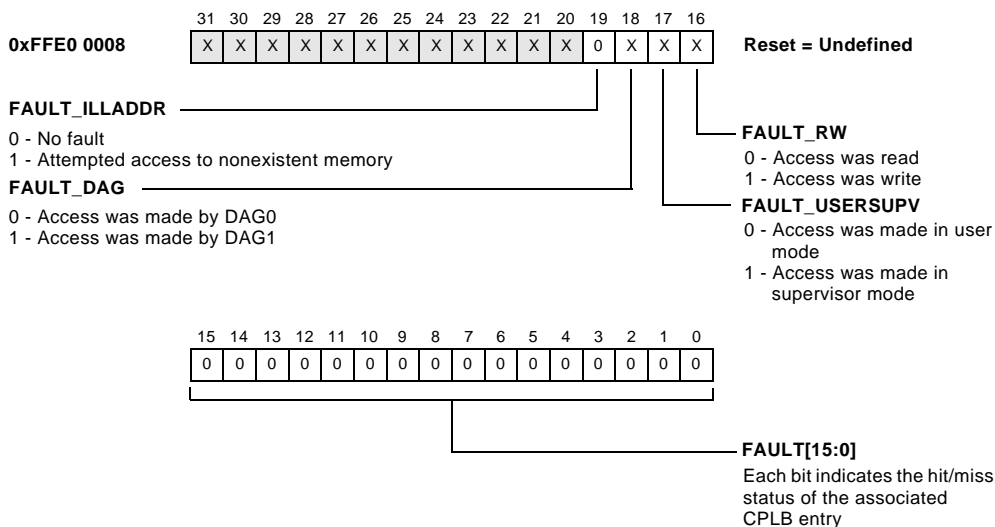 31 30 29 28 27 26 25 24 23 22 21 20 19 18 17 16
0xFFE0 0008
X X X X X X X X X X X X 0 X X X
Reset = Undefined
FAULT_ILLADDR
0 - No fault
1 - Attempted access to nonexistent memory
FAULT_DAG
0 - Access was made by DAG0
1 - Access was made by DAG1
FAULT_RW
0 - Access was read
1 - Access was write
FAULT_USERSUPV
0 - Access was made in user
mode
1 - Access was made in
supervisor mode
15 14 13 12 11 10 9 8 7 6 5 4 3 2 1 0
0 0 0 0 0 0 0 0 0 0 0 0 0 0 0 0
FAULT[15:0]
Each bit indicates the hit/miss
status of the associated
CPLB entry